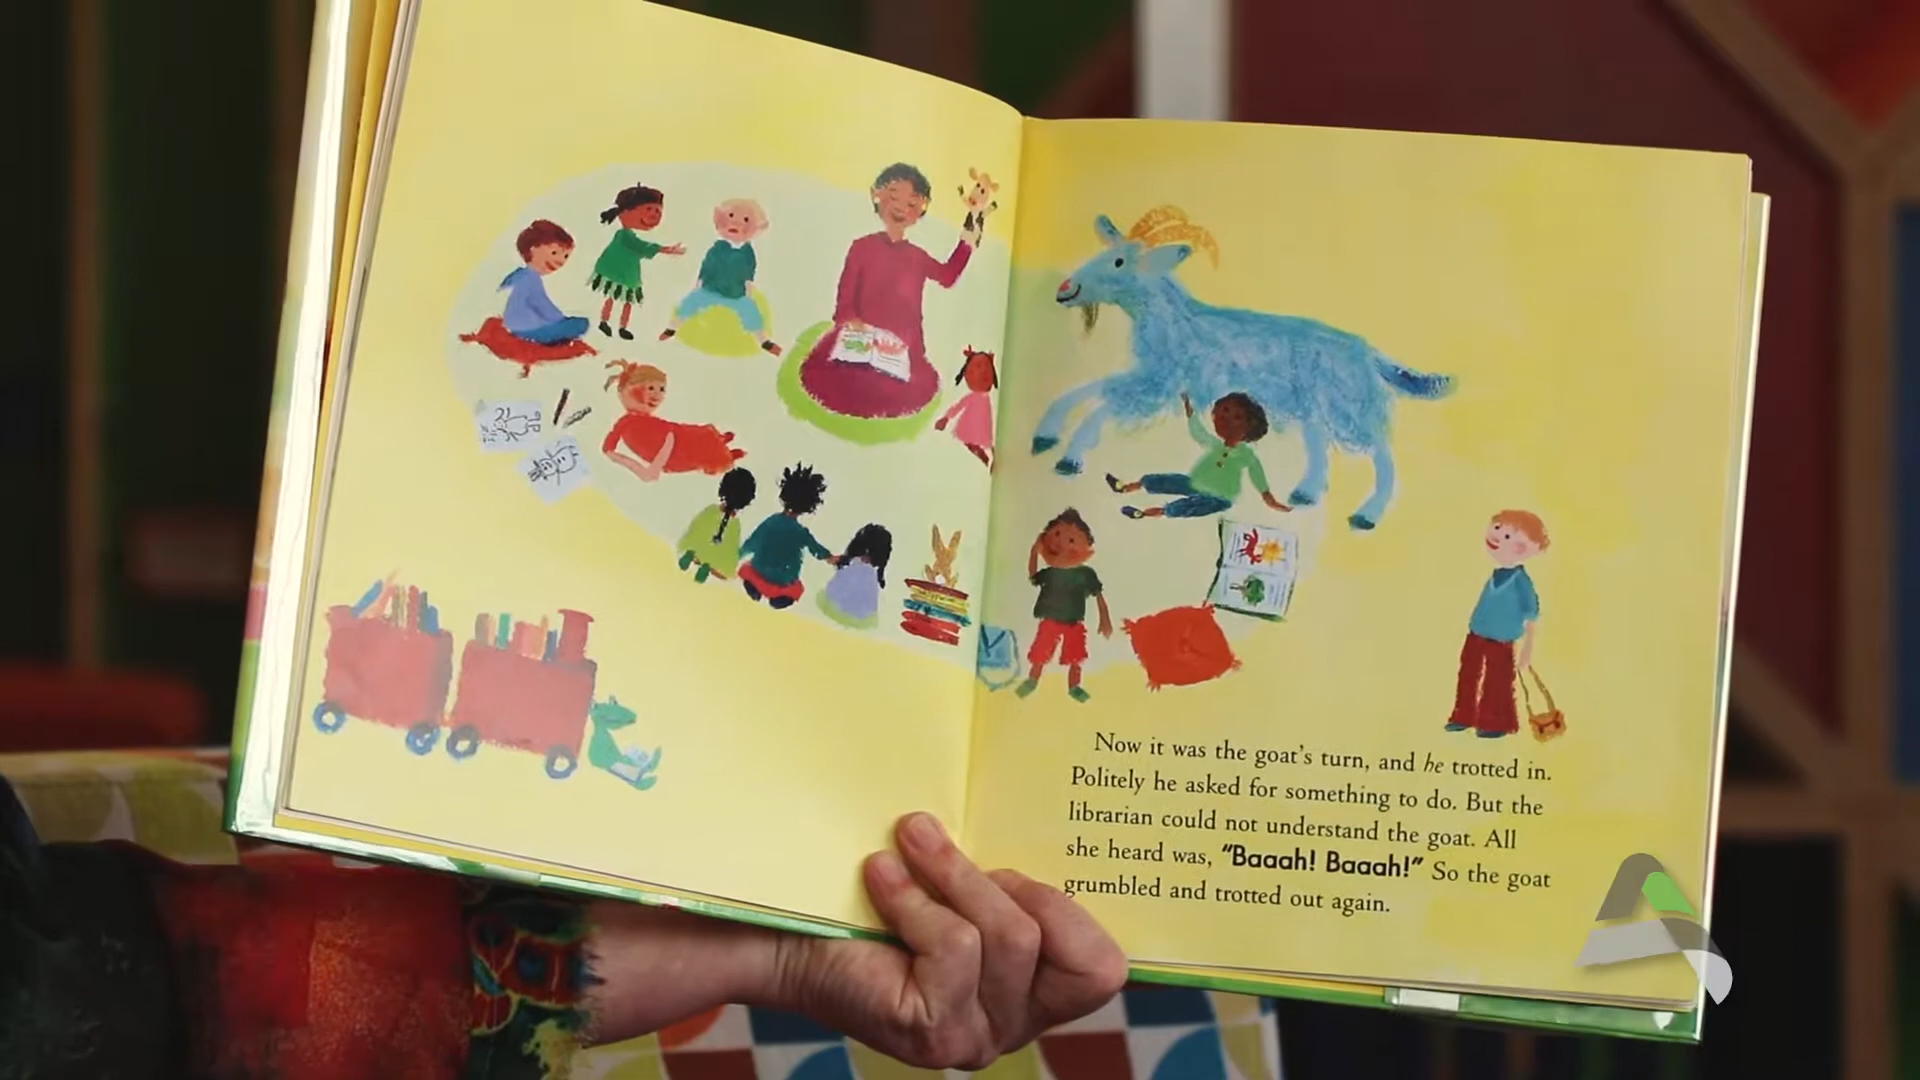 Now it was the goat's turn, and he trotted in.
Politely he asked for something to do. But the
librarian could not understand the goat. All
she heard was, “Baaah! Baaah!” So the goat
grumbled and trotted out again.